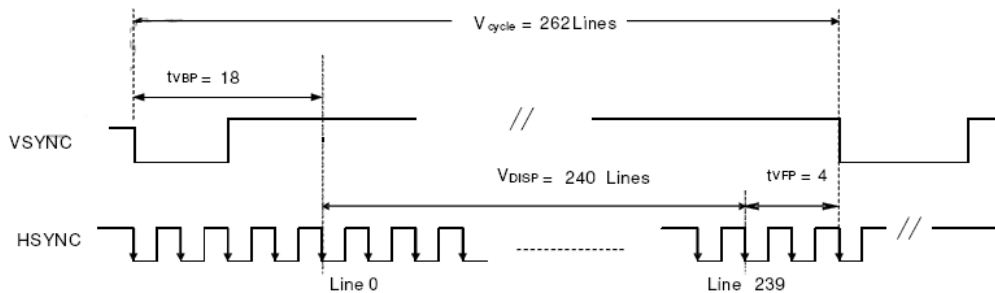 Vcycle = 262 Lines
tVBP = 18
VSYNC
//
VDISP = 240 Lines
tVFP = 4
HSYNC
//
Line 0
Line 239